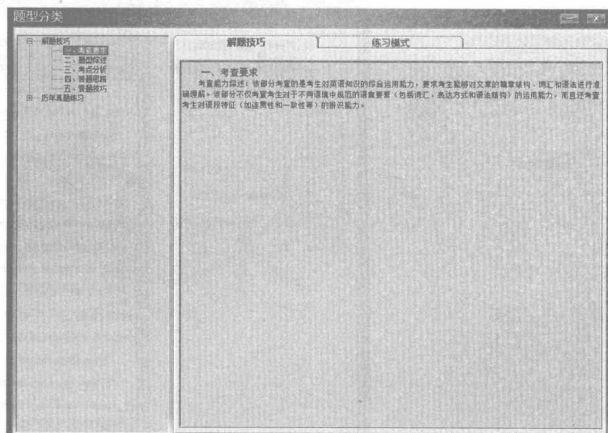 题型分类
解题技巧
一、考查要求
二、题型综述
三、考点分析
四、答题思路
五、答题技巧
历年真题练习
解题技巧
练习模式
一、考查要求
考查能力综述：该部分考查的是考生对英语知识的综合运用能力，要求考生能够对文章的篇章结构、词汇和语法进行准
确理解。该部分不仅考查考生对于不同语境中规范的语言要素（包括词汇，表达方式和语法结构）的运用能力，而且还考查
考生对语段特征（如连贯性和一致性等）的辨识能力。